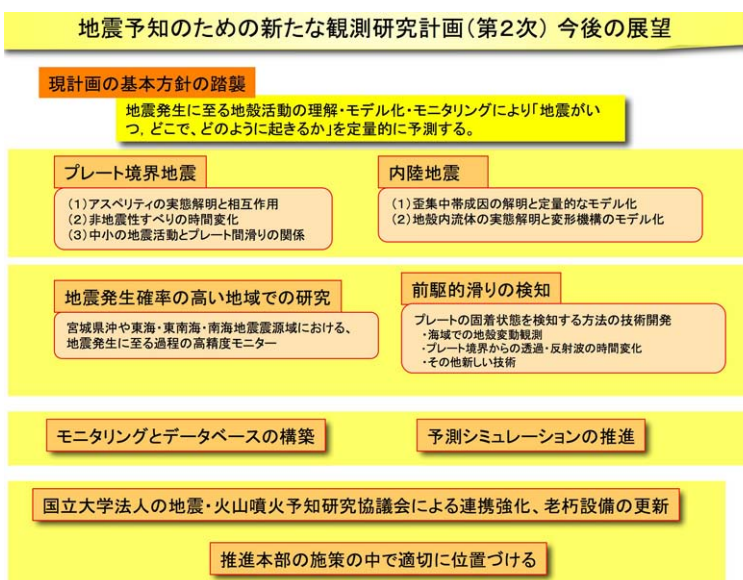 地震予知のための新たな観測研究計画(第2次) 今後の展望
現計画の基本方針の踏襲
地震発生に至る地殻活動の理解・モデル化・モニタリングにより「地震がい
つ, どこで、どのように起きるか」を定量的に予測する。
プレート境界地震
(1)アスペリティの実態解明と相互作用
(2)非地震性すべりの時間変化
(3)中小の地震活動とプレート間滑りの関係
内陸地震
(1)歪集中帯成因の解明と定量的なモデル化
(2)地殻内流体の実態解明と変形機構のモデル化
地震発生確率の高い地域での研究
宮城県沖や東海・東南海・南海地震震源域における、
地震発生に至る過程の高精度モニター
前駆的滑りの検知
プレートの固着状態を検知する方法の技術開発
・海域での地殻変動観測
・プレート境界からの透過・反射波の時間変化
・その他新しい技術
モニタリングとデータベースの構築
予測シミュレーションの推進
国立大学法人の地震・火山噴火予知研究協議会による連携強化、老朽設備の更新
推進本部の施策の中で適切に位置づける